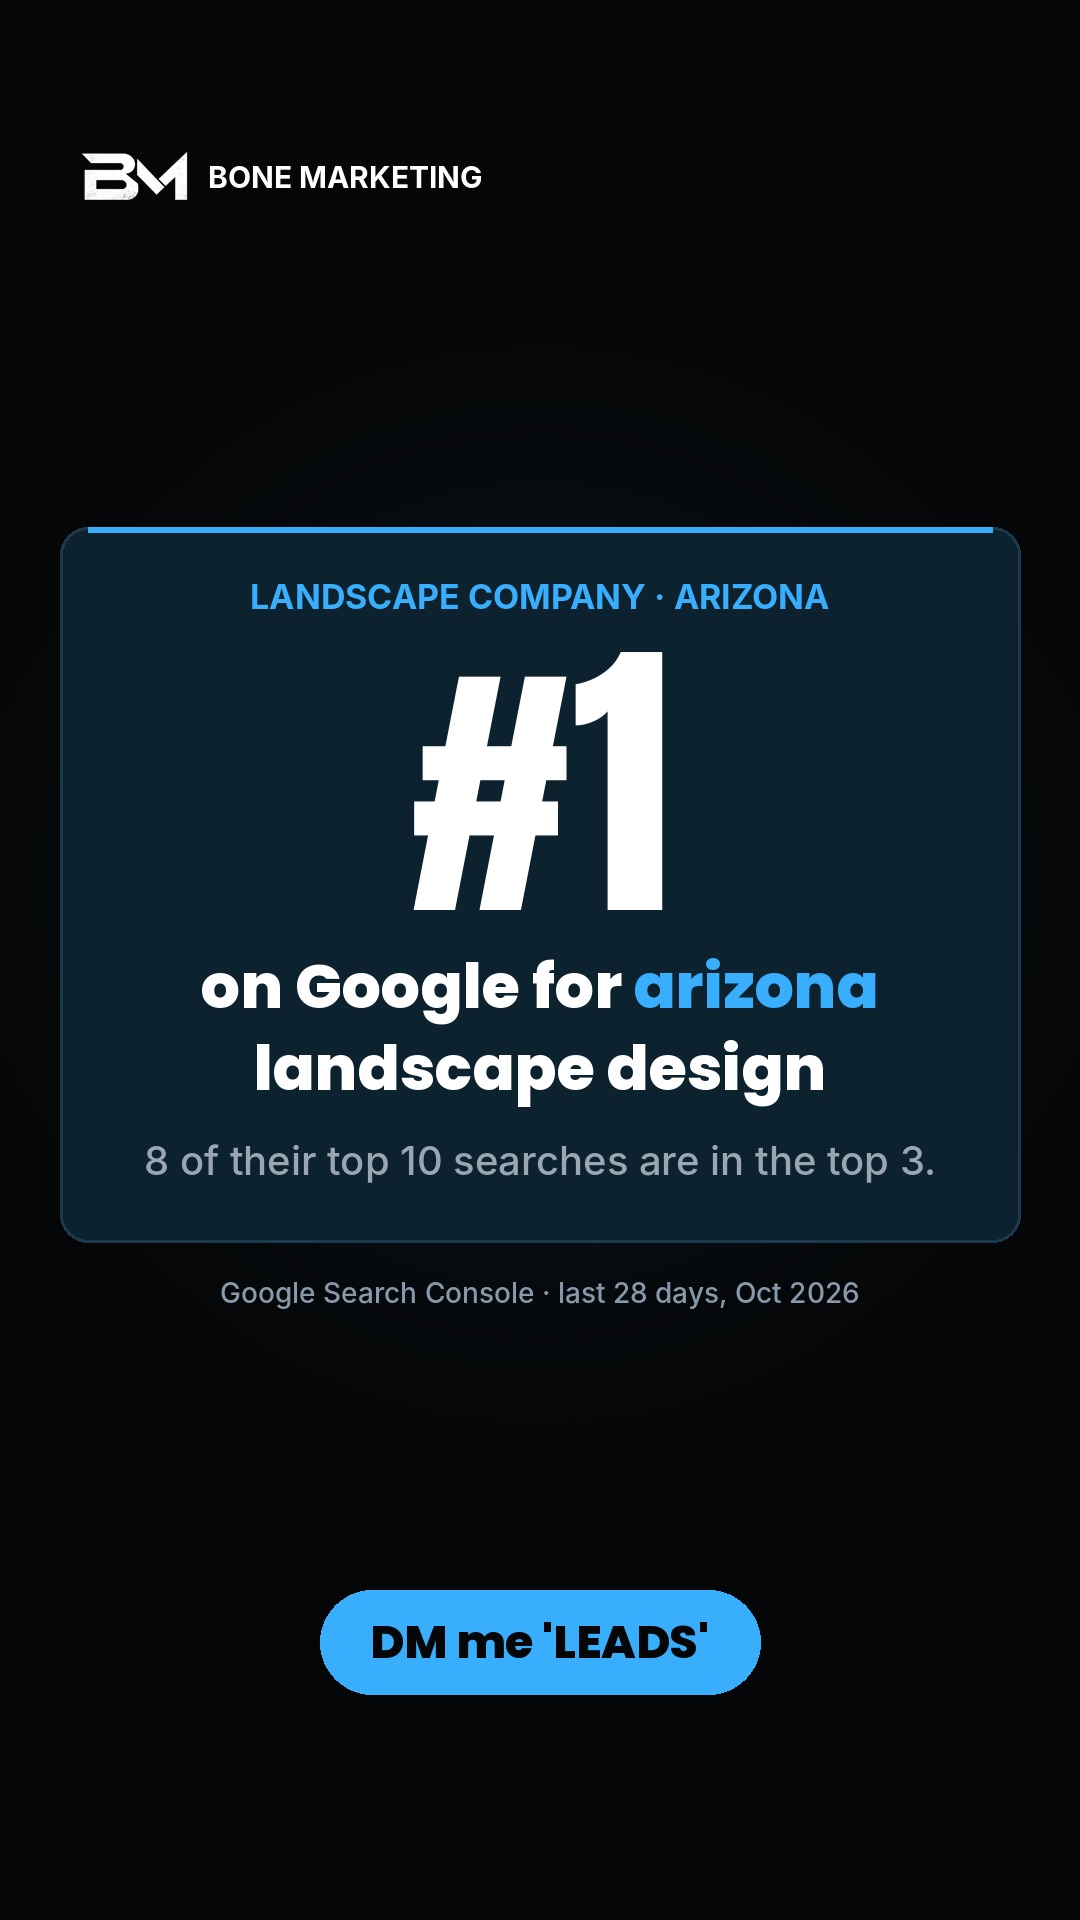 BM BONE MARKETING
LANDSCAPE COMPANY · ARIZONA
#1
on Google for arizona
landscape design
8 of their top 10 searches are in the top 3.
Google Search Console · last 28 days, Oct 2026
DM me 'LEADS'